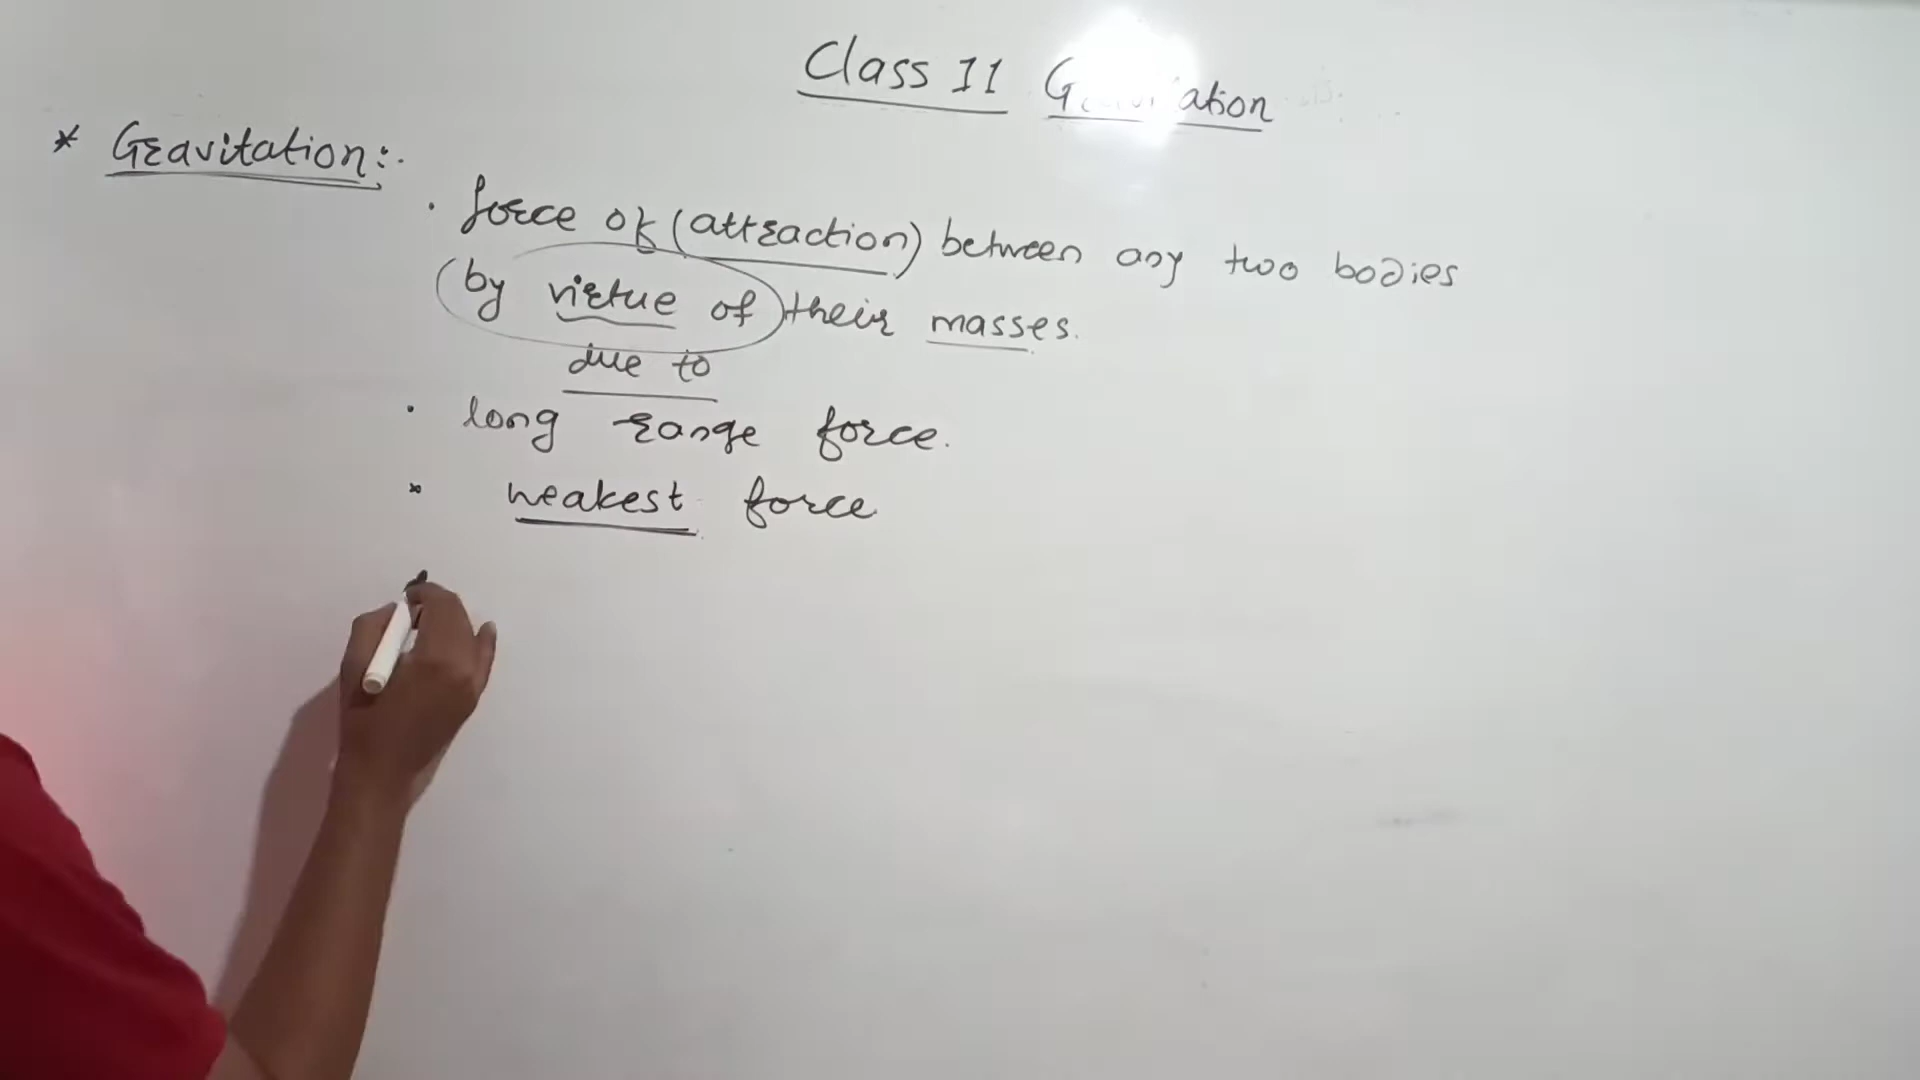 Class 11 Gravitation
* Gravitation:-
· force of (attraction) between any two bodies
(by virtue of) their masses.
due to
· long range force.
· weakest force